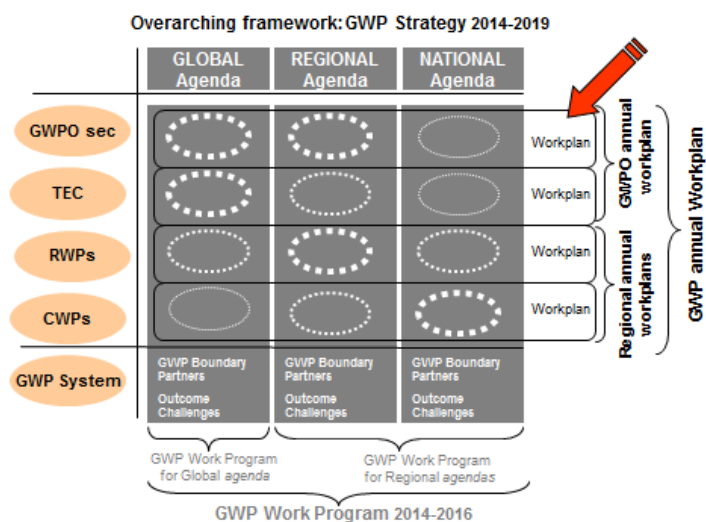 Overarching framework: GWP Strategy 2014-2019
GLOBAL
Agenda
REGIONAL
Agenda
NATIONAL
Agenda
GWPO sec
Workplan
TEC
Workplan
RWPs
Workplan
CWPs
Workplan
GWPO annual
workplan
Regional annual
workplans
GWP annual Workplan
GWP System
GWP Boundary
Partners
Outcome
Challenges
GWP Boundary
Partners
Outcome
Challenges
GWP Boundary
Partners
Outcome
Challenges
GWP Work Program
for Global agenda
GWP Work Program
for Regional agendas
GWP Work Program 2014-2016